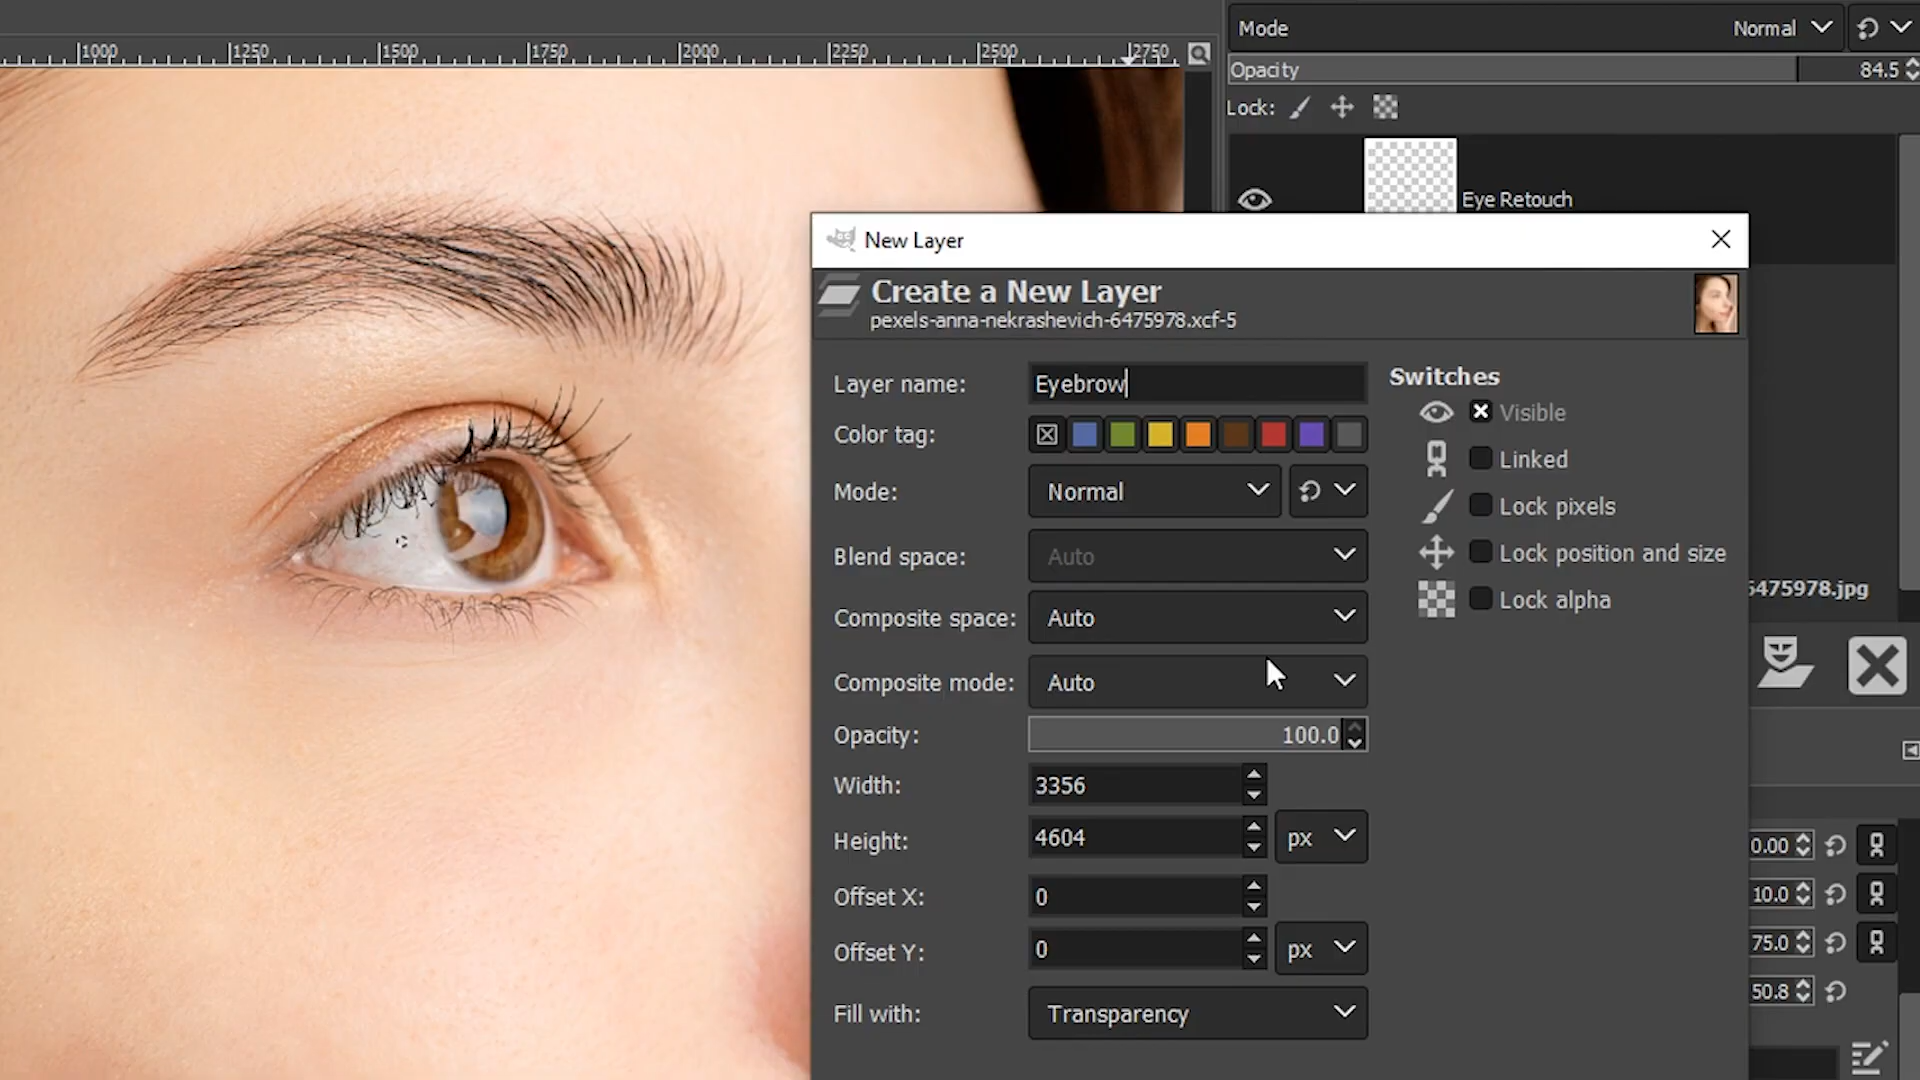 1000 1250 1500 1750 2000 2250 2500 2750
Mode Normal
Opacity 84.5
Lock:
Eye Retouch
New Layer
Create a New Layer
pexels-anna-nekrashevich-6475978.xcf-5
Layer name: Eyebrow
Color tag:
Mode: Normal
Blend space: Auto
Composite space: Auto
Composite mode: Auto
Opacity: 100.0
Width: 3356
Height: 4604 px
Offset X: 0
Offset Y: 0 px
Fill with: Transparency
Switches
Visible
Linked
Lock pixels
Lock position and size
Lock alpha
6475978.jpg
0.00
10.0
75.0
50.8